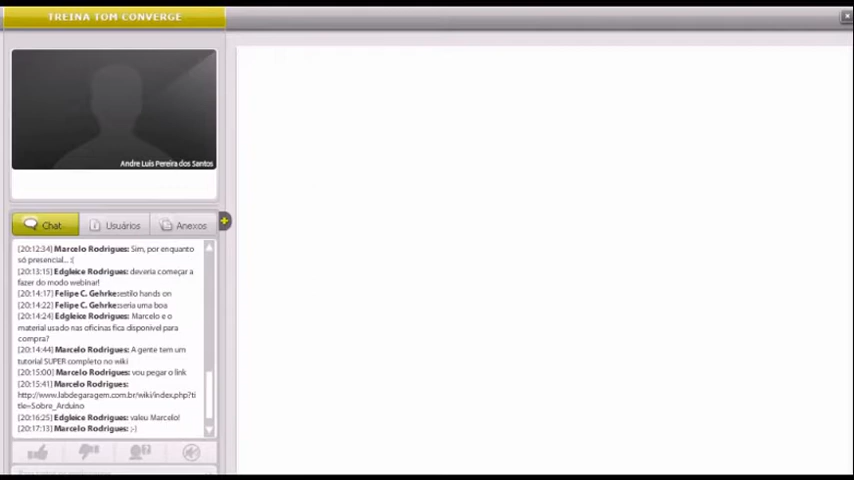 TREINA TOM CONVERGE
Andre Luis Pereira dos Santos
Chat
Usuários
Anexos
[20:12:34] Marcelo Rodrigues: Sim, por enquanto
só presencial... :(
[20:13:15] Edgleice Rodrigues: deveria começar a
fazer do modo webinar!
[20:14:17] Felipe C. Gehrke:estilo hands on
[20:14:22] Felipe C. Gehrke:seria uma boa
[20:14:24] Edgleice Rodrigues: Marcelo e o
material usado nas oficinas fica disponivel para
compra?
[20:14:44] Marcelo Rodrigues: A gente tem um
tutorial SUPER completo no wiki
[20:15:00] Marcelo Rodrigues: vou pegar o link
[20:15:41] Marcelo Rodrigues:
http://www.labdegaragem.com.br/wiki/index.php?ti
tle=Sobre_Arduino
[20:16:25] Edgleice Rodrigues: valeu Marcelo!
[20:17:13] Marcelo Rodrigues: ;-)